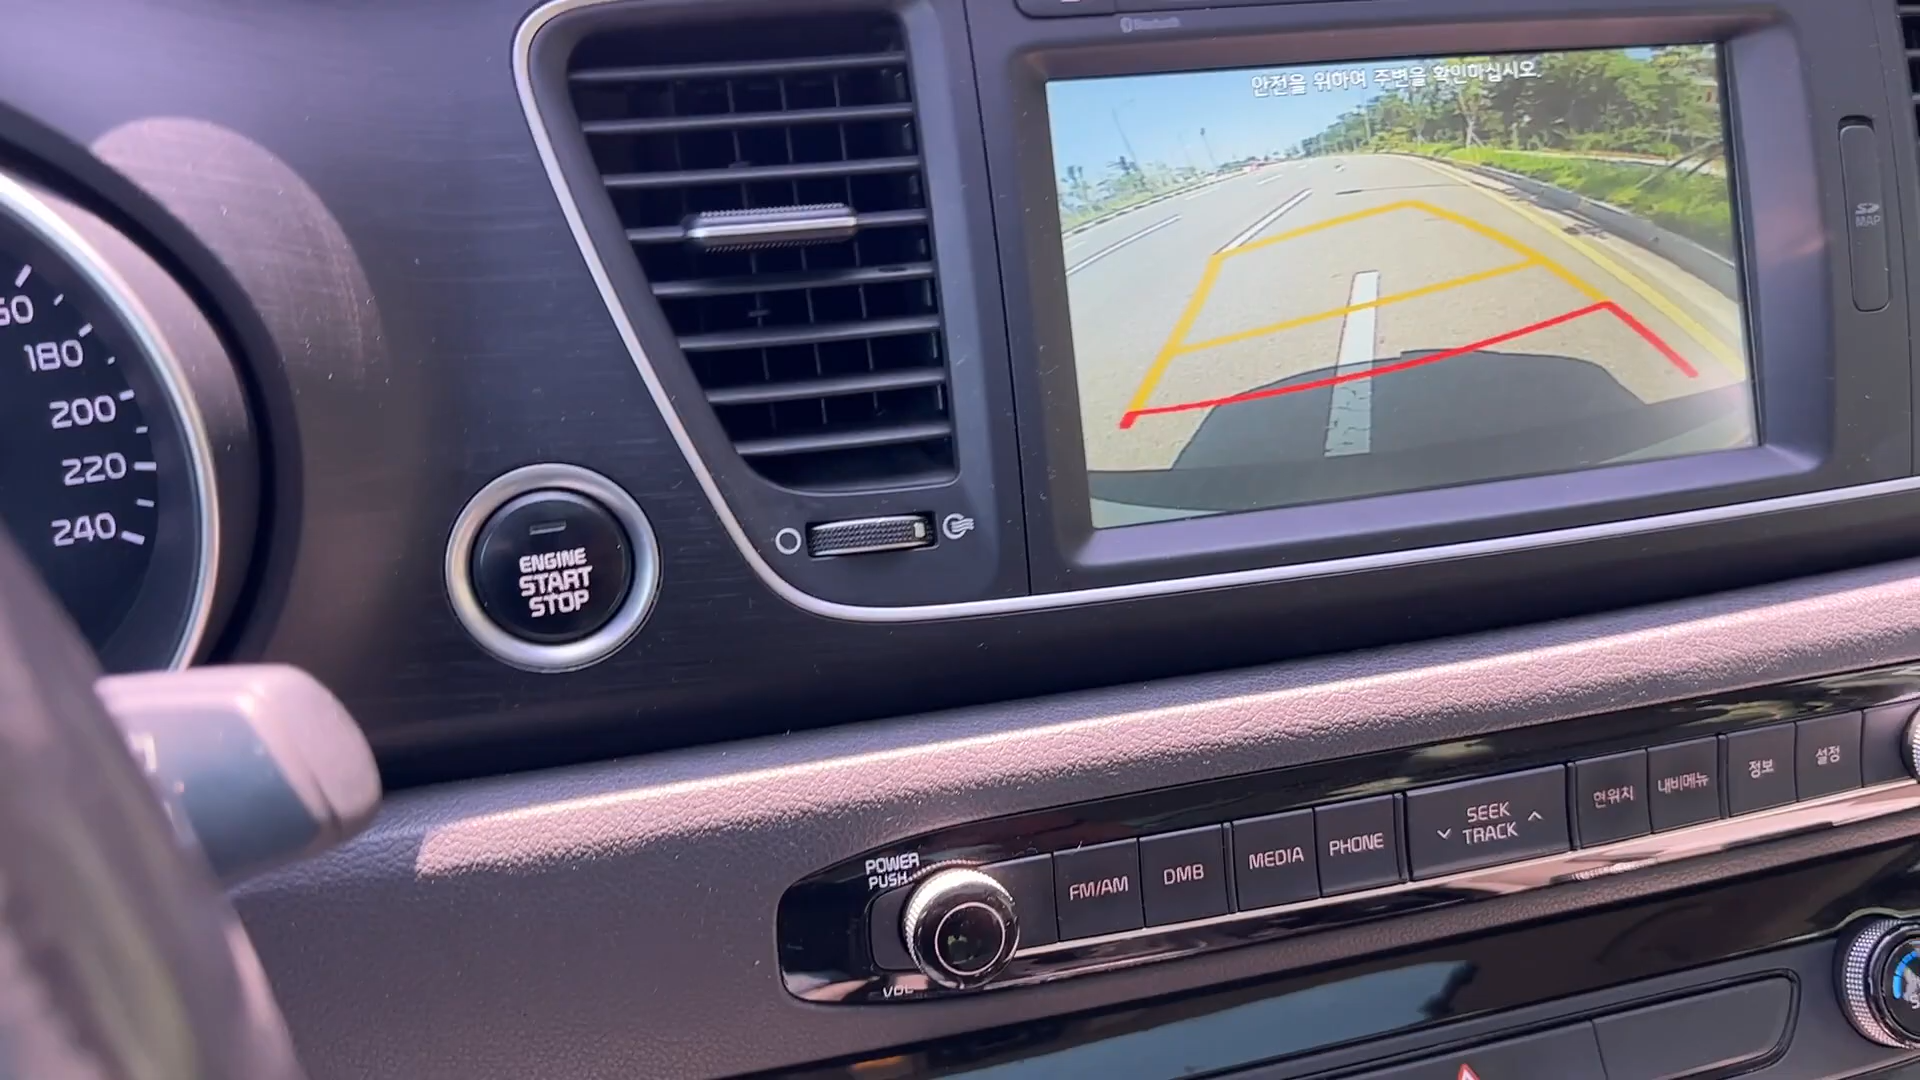 Bluetooth
안전을 위하여 주변을 확인하십시오.
MAP
180
200
220
240
ENGINE
START
STOP
POWER
PUSH
VOL
FM/AM
DMB
MEDIA
PHONE
SEEK
TRACK
현위치
내비메뉴
정보
설정